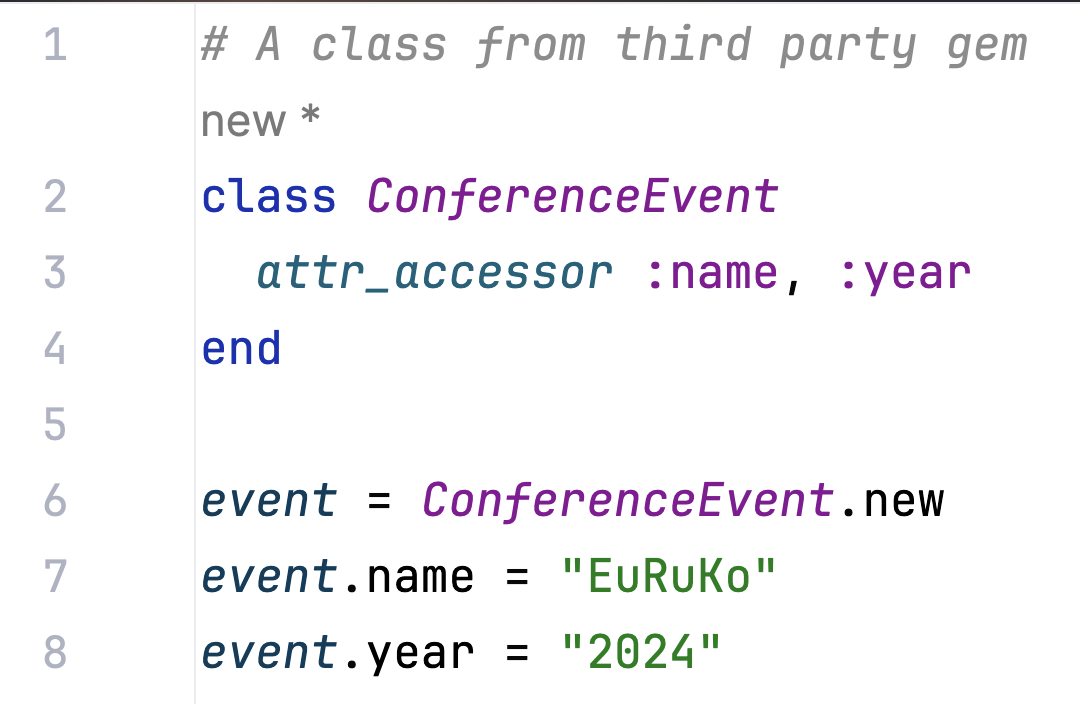 1 # A class from third party gem
new *
2 class ConferenceEvent
3 attr_accessor :name, :year
4 end
5
6 event = ConferenceEvent.new
7 event.name = "EuRuKo"
8 event.year = "2024"